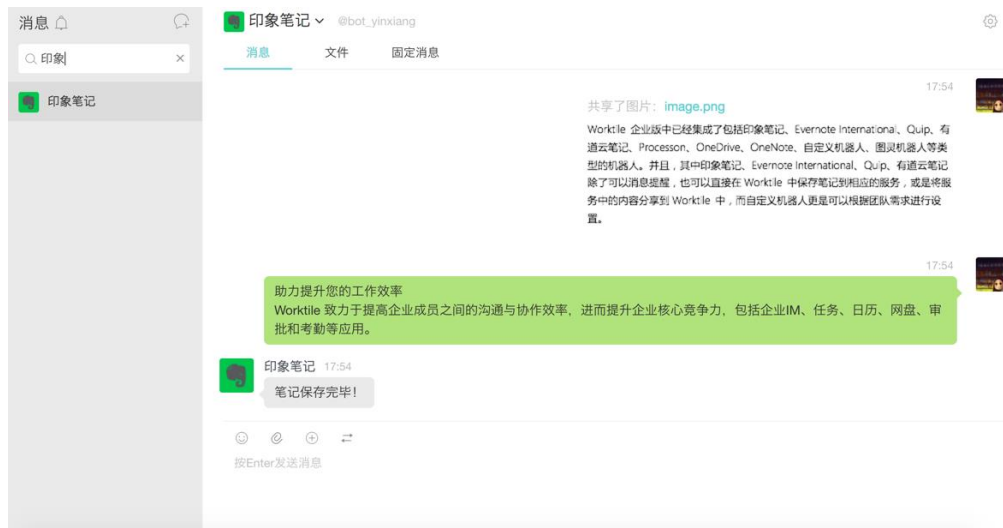 消息
印象
印象笔记
印象笔记 @bot_yinxiang
消息 文件 固定消息
17:54
共享了图片: image.png
Worktile 企业版中已经集成了包括印象笔记、Evernote International、Quip、有
道云笔记、Processon、OneDrive、OneNote、自定义机器人、图灵机器人等类
型的机器人。并且，其中印象笔记、Evernote International、Quip、有道云笔记
除了可以消息提醒，也可以直接在 Worktile 中保存笔记到相应的服务，或是将服
务中的内容分享到 Worktile 中，而自定义机器人更是可以根据团队需求进行设
置。
17:54
助力提升您的工作效率
Worktile 致力于提高企业成员之间的沟通与协作效率，进而提升企业核心竞争力，包括企业IM、任务、日历、网盘、审
批和考勤等应用。
印象笔记 17:54
笔记保存完毕！
按Enter发送消息